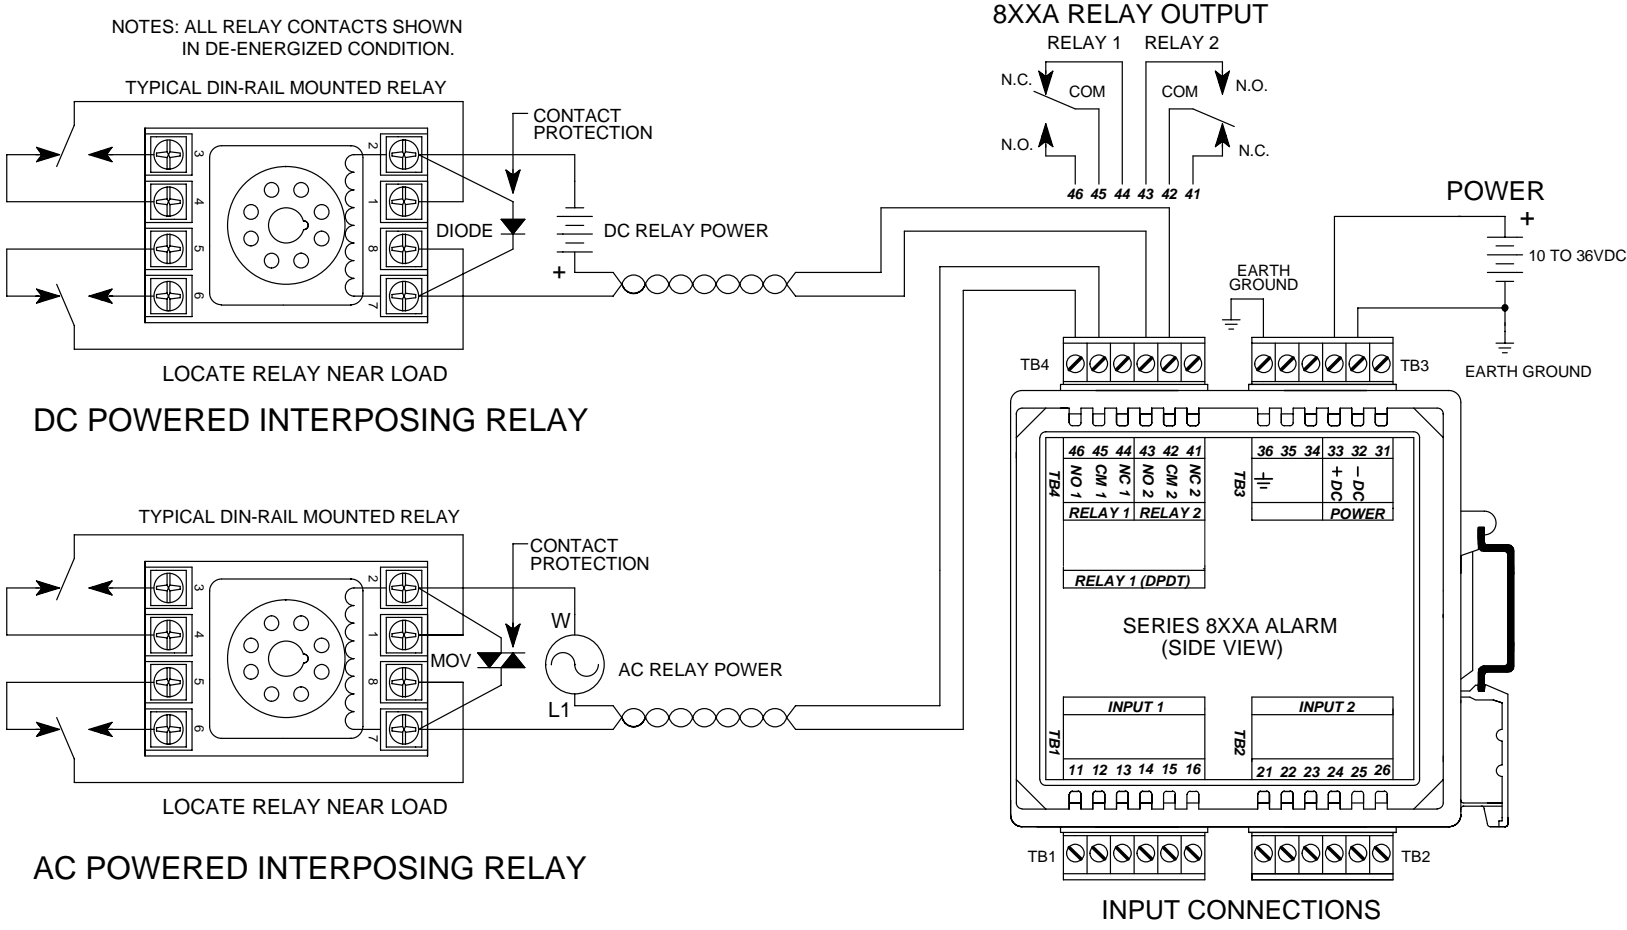 NOTES: ALL RELAY CONTACTS SHOWN
IN DE-ENERGIZED CONDITION.
TYPICAL DIN-RAIL MOUNTED RELAY
CONTACT
PROTECTION
3
4
5
6
2
1
8
7
DIODE
DC RELAY POWER
+
LOCATE RELAY NEAR LOAD
DC POWERED INTERPOSING RELAY
TYPICAL DIN-RAIL MOUNTED RELAY
CONTACT
PROTECTION
3
4
5
6
2
1
8
7
MOV
W
AC RELAY POWER
L1
LOCATE RELAY NEAR LOAD
AC POWERED INTERPOSING RELAY
8XXA RELAY OUTPUT
RELAY 1 RELAY 2
N.C. COM COM N.O.
N.O. N.C.
46 45 44 43 42 41
POWER
+
10 TO 36VDC
EARTH
GROUND
EARTH GROUND
TB4
TB3
46 45 44 43 42 41
TB4
NO 1
CM 1
NC 1
NO 2
CM 2
NC 2
RELAY 1 RELAY 2
RELAY 1 (DPDT)
36 35 34 33 32 31
TB3
+ DC
– DC
POWER
SERIES 8XXA ALARM
(SIDE VIEW)
INPUT 1
TB1
11 12 13 14 15 16
INPUT 2
TB2
21 22 23 24 25 26
TB1
TB2
INPUT CONNECTIONS